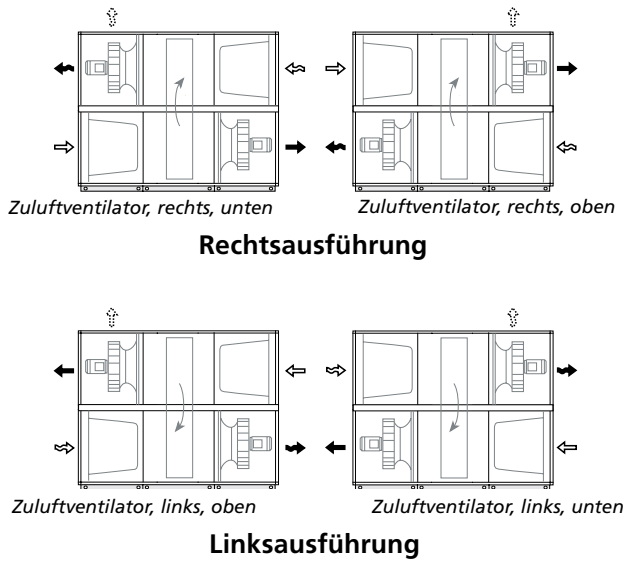 Zuluftventilator, rechts, unten
Zuluftventilator, rechts, oben
Rechtsausführung
Zuluftventilator, links, oben
Zuluftventilator, links, unten
Linksausführung